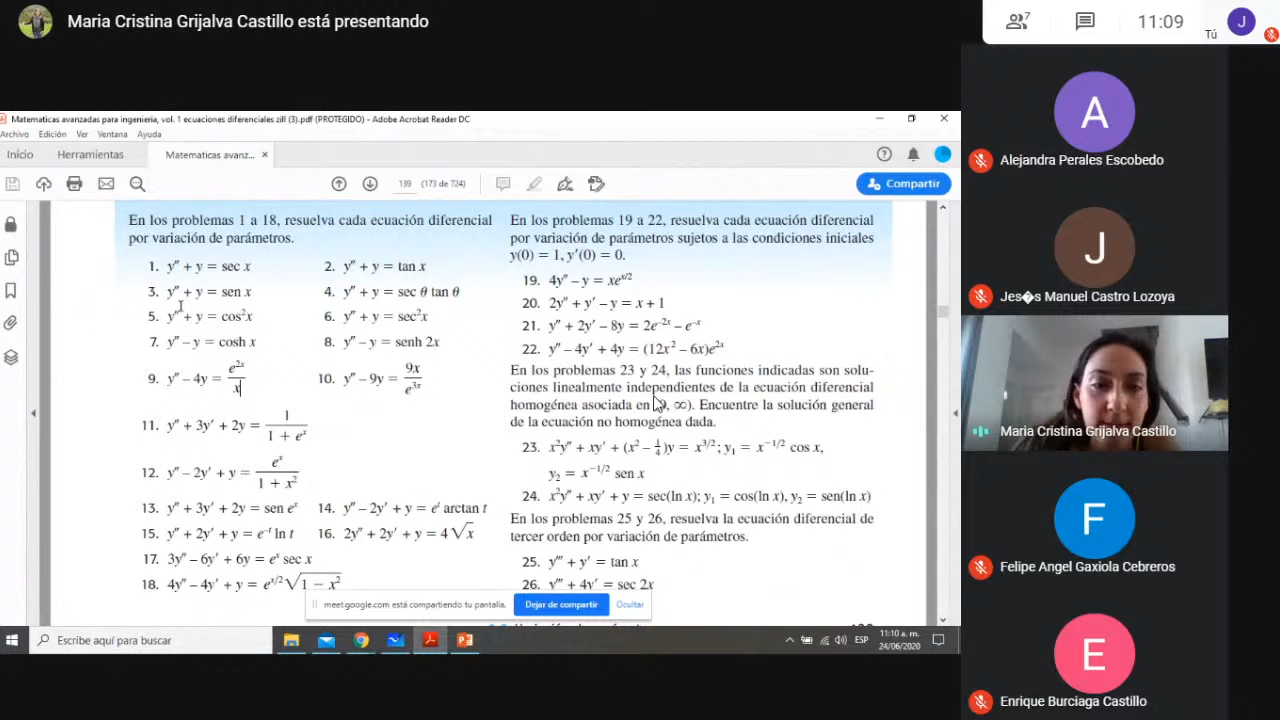 Maria Cristina Grijalva Castillo está presentando
7
11:09
Tú
J
Matematicas avanzadas para ingenieria, vol. 1 ecuaciones diferenciales zill (3).pdf (PROTEGIDO) - Adobe Acrobat Reader DC
Archivo Edición Ver Ventana Ayuda
Inicio Herramientas Matematicas avanz... ×
139 (173 de 724)
Compartir
En los problemas 1 a 18, resuelva cada ecuación diferencial
por variación de parámetros.
1. y″ + y = sec x
2. y″ + y = tan x
3. y″ + y = sen x
4. y″ + y = sec θ tan θ
5. y″ + y = cos²x
6. y″ + y = sec²x
7. y″ – y = cosh x
8. y″ – y = senh 2x
9. y″ – 4y = e^{2x}/x
10. y″ – 9y = 9x/e^{3x}
11. y″ + 3y′ + 2y = 1/(1 + e^x)
12. y″ – 2y′ + y = e^x/(1 + x²)
13. y″ + 3y′ + 2y = sen e^x
14. y″ – 2y′ + y = e^t arctan t
15. y″ + 2y′ + y = e^{–t} ln t
16. 2y″ + 2y′ + y = 4√x
17. 3y″ – 6y′ + 6y = e^x sec x
18. 4y″ – 4y′ + y = e^{x/2}√(1 – x²)
En los problemas 19 a 22, resuelva cada ecuación diferencial
por variación de parámetros sujetos a las condiciones iniciales
y(0) = 1, y′(0) = 0.
19. 4y″ – y = xe^{x/2}
20. 2y″ + y′ – y = x + 1
21. y″ + 2y′ – 8y = 2e^{–2x} – e^{–x}
22. y″ – 4y′ + 4y = (12x² – 6x)e^{2x}
En los problemas 23 y 24, las funciones indicadas son solu-
ciones linealmente independientes de la ecuación diferencial
homogénea asociada en (0, ∞). Encuentre la solución general
de la ecuación no homogénea dada.
23. x²y″ + xy′ + (x² – 1/4)y = x^{3/2}; y₁ = x^{–1/2} cos x,
y₂ = x^{–1/2} sen x
24. x²y″ + xy′ + y = sec(ln x); y₁ = cos(ln x), y₂ = sen(ln x)
En los problemas 25 y 26, resuelva la ecuación diferencial de
tercer orden por variación de parámetros.
25. y‴ + y′ = tan x
26. y‴ + 4y′ = sec 2x
meet.google.com está compartiendo tu pantalla. Dejar de compartir Ocultar
Escribe aquí para buscar
ESP
11:10 a. m.
24/06/2020
A
Alejandra Perales Escobedo
J
Jes�s Manuel Castro Lozoya
Maria Cristina Grijalva Castillo
F
Felipe Angel Gaxiola Cebreros
E
Enrique Burciaga Castillo